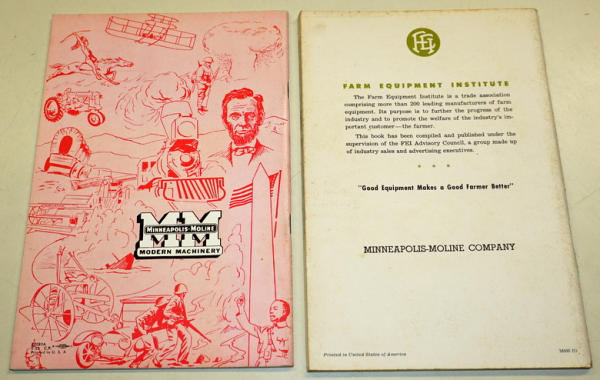 MM
MINNEAPOLIS-MOLINE
MTM
MODERN MACHINERY
Printed in U. S. A.
FEI
FARM EQUIPMENT INSTITUTE
The Farm Equipment Institute is a trade association
comprising more than 200 leading manufacturers of farm
equipment. Its purpose is to further the progress of the
industry and to promote the welfare of the industry's im-
portant customer—the farmer.
This book has been compiled and published under the
supervision of the FEI Advisory Council, a group made up
of industry sales and advertising executives.
* * *
"Good Equipment Makes a Good Farmer Better"
MINNEAPOLIS-MOLINE COMPANY
Printed in United States of America